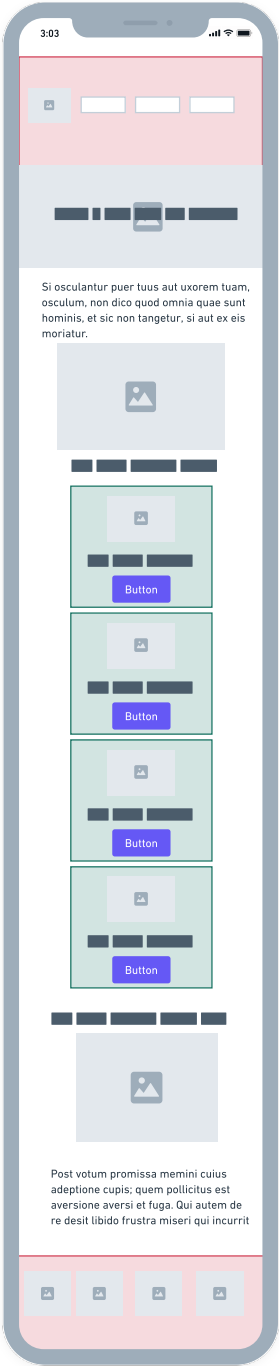 3:03
Si osculantur puer tuus aut uxorem tuam,
osculum, non dico quod omnia quae sunt
hominis, et sic non tangetur, si aut ex eis
moriatur.
Button
Button
Button
Button
Post votum promissa memini cuius
adeptione cupis; quem pollicitus est
aversione aversi et fuga. Qui autem de
re desit libido frustra miseri qui incurrit